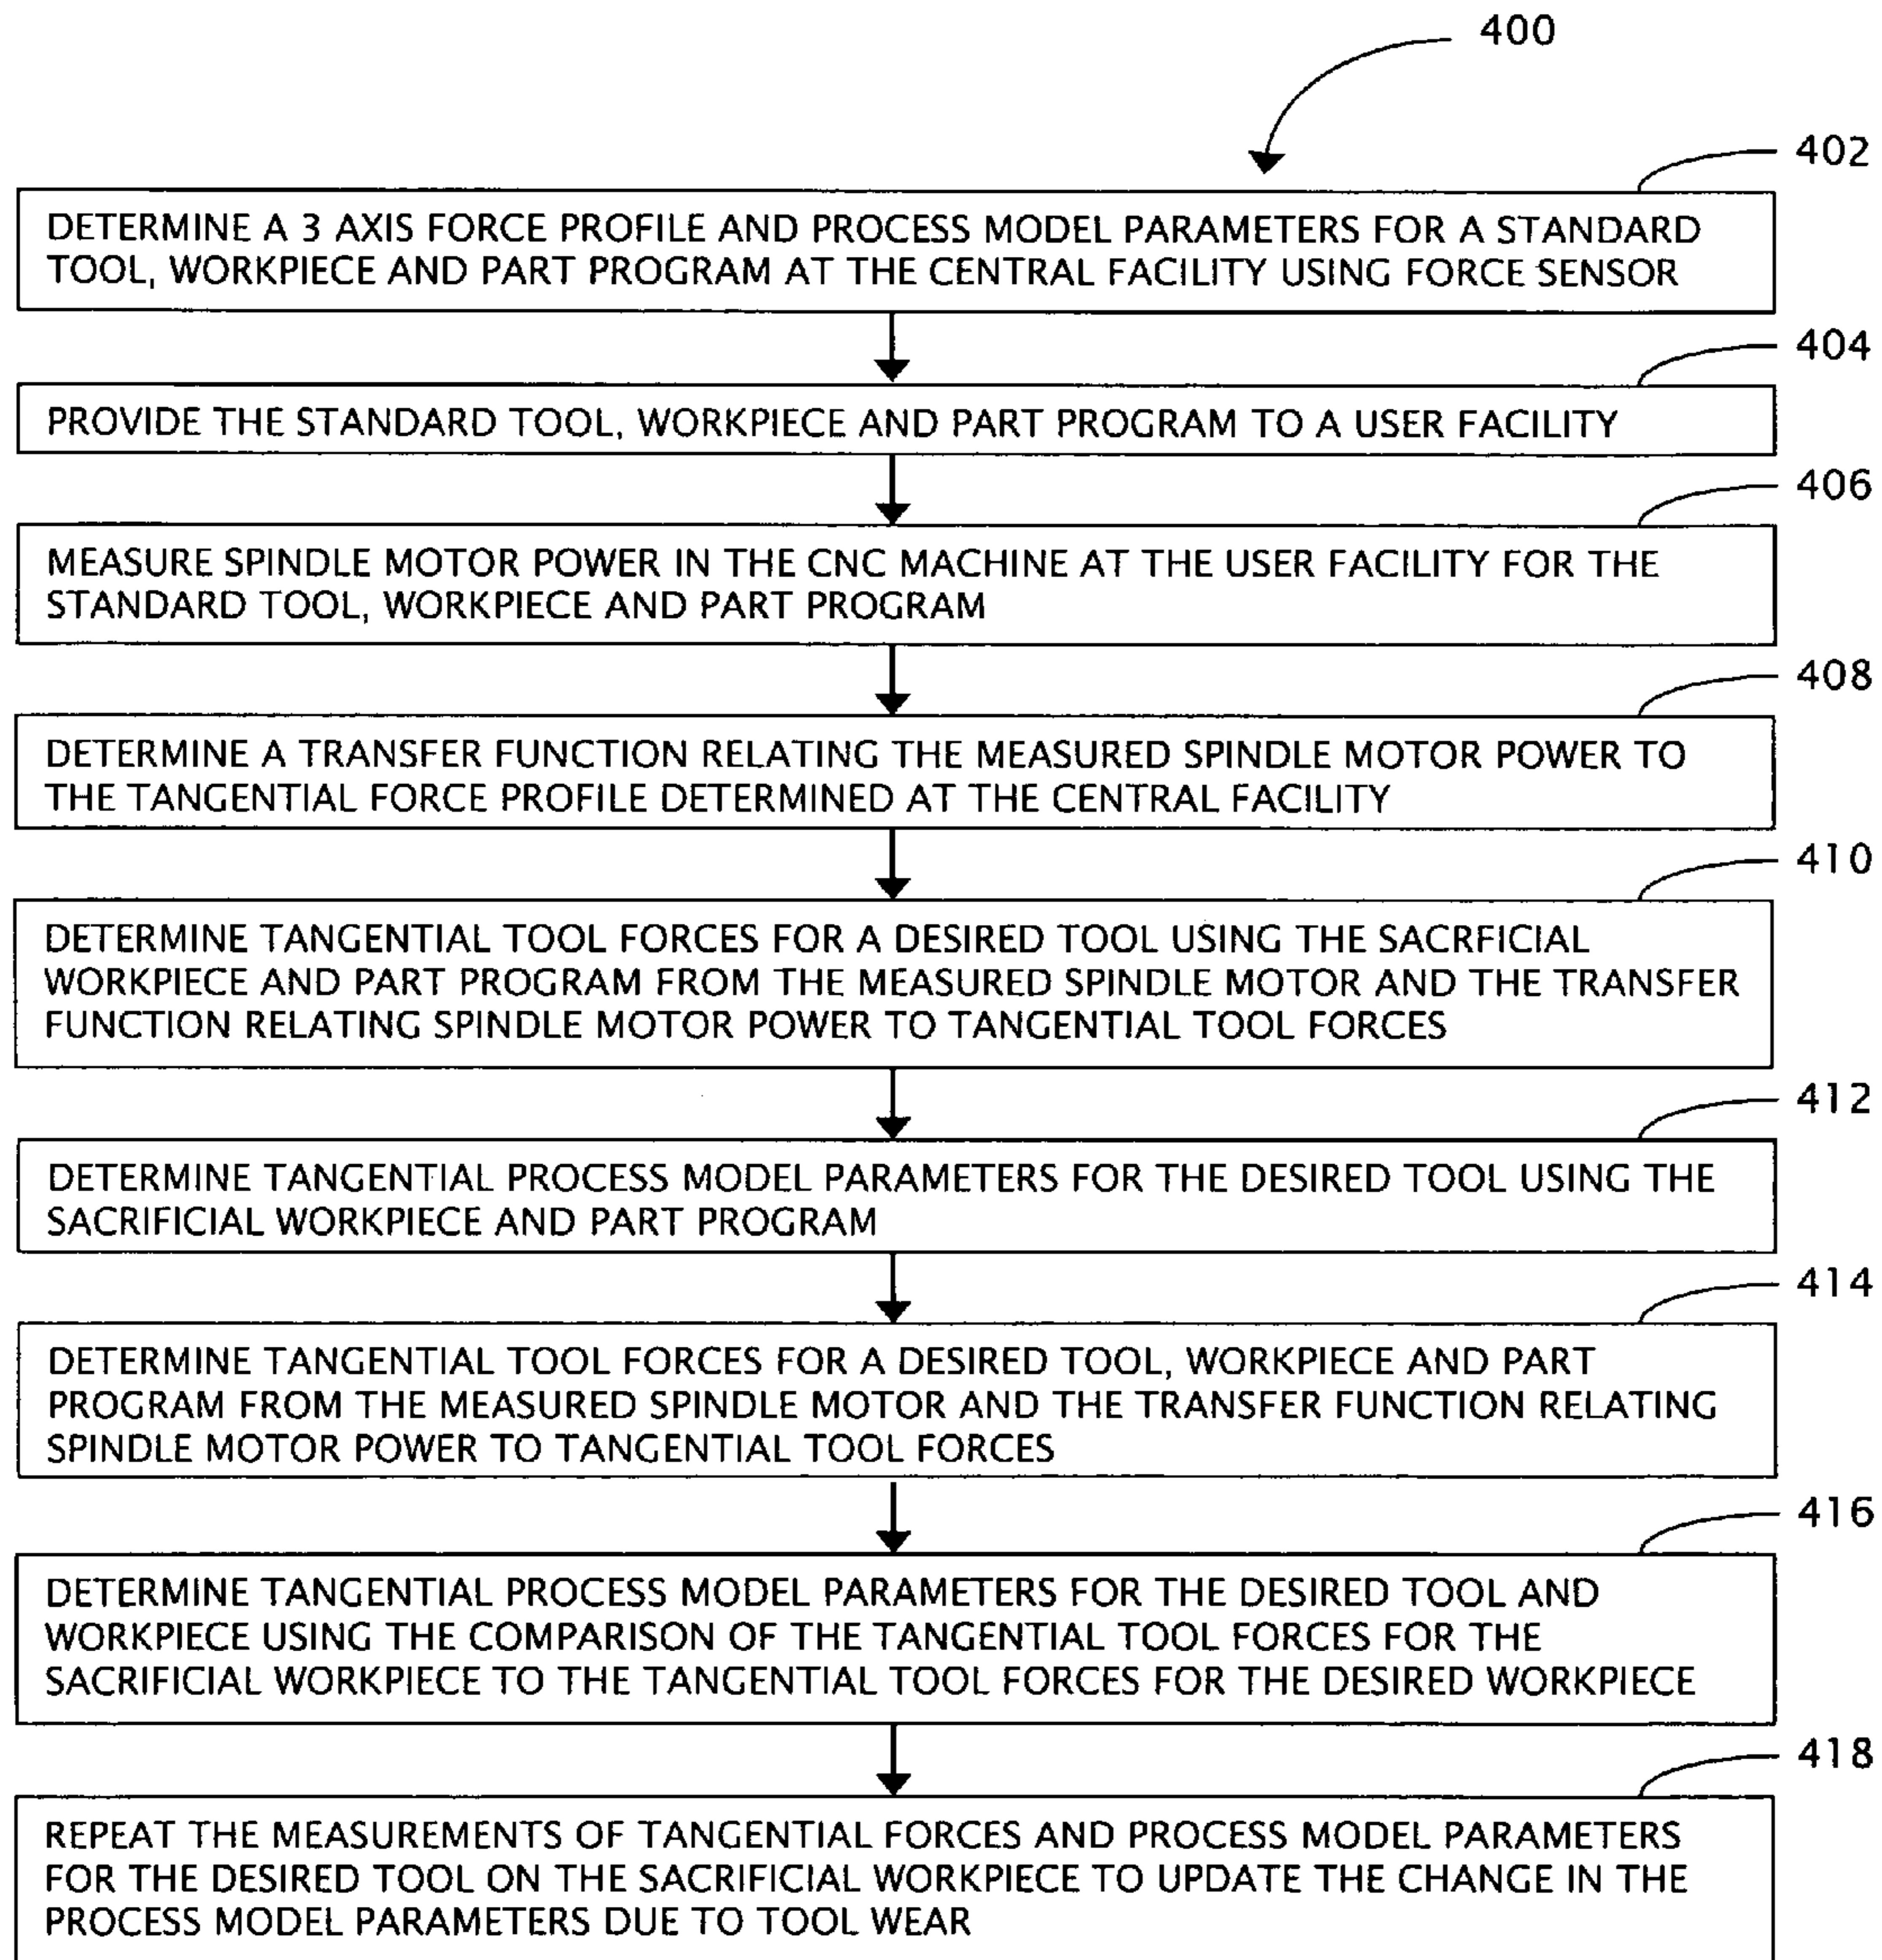 400
402
DETERMINE A 3 AXIS FORCE PROFILE AND PROCESS MODEL PARAMETERS FOR A STANDARD
TOOL, WORKPIECE AND PART PROGRAM AT THE CENTRAL FACILITY USING FORCE SENSOR
404
PROVIDE THE STANDARD TOOL, WORKPIECE AND PART PROGRAM TO A USER FACILITY
406
MEASURE SPINDLE MOTOR POWER IN THE CNC MACHINE AT THE USER FACILITY FOR THE
STANDARD TOOL, WORKPIECE AND PART PROGRAM
408
DETERMINE A TRANSFER FUNCTION RELATING THE MEASURED SPINDLE MOTOR POWER TO
THE TANGENTIAL FORCE PROFILE DETERMINED AT THE CENTRAL FACILITY
410
DETERMINE TANGENTIAL TOOL FORCES FOR A DESIRED TOOL USING THE SACRFICIAL
WORKPIECE AND PART PROGRAM FROM THE MEASURED SPINDLE MOTOR AND THE TRANSFER
FUNCTION RELATING SPINDLE MOTOR POWER TO TANGENTIAL TOOL FORCES
412
DETERMINE TANGENTIAL PROCESS MODEL PARAMETERS FOR THE DESIRED TOOL USING THE
SACRIFICIAL WORKPIECE AND PART PROGRAM
414
DETERMINE TANGENTIAL TOOL FORCES FOR A DESIRED TOOL, WORKPIECE AND PART
PROGRAM FROM THE MEASURED SPINDLE MOTOR AND THE TRANSFER FUNCTION RELATING
SPINDLE MOTOR POWER TO TANGENTIAL TOOL FORCES
416
DETERMINE TANGENTIAL PROCESS MODEL PARAMETERS FOR THE DESIRED TOOL AND
WORKPIECE USING THE COMPARISON OF THE TANGENTIAL TOOL FORCES FOR THE
SACRIFICIAL WORKPIECE TO THE TANGENTIAL TOOL FORCES FOR THE DESIRED WORKPIECE
418
REPEAT THE MEASUREMENTS OF TANGENTIAL FORCES AND PROCESS MODEL PARAMETERS
FOR THE DESIRED TOOL ON THE SACRIFICIAL WORKPIECE TO UPDATE THE CHANGE IN THE
PROCESS MODEL PARAMETERS DUE TO TOOL WEAR